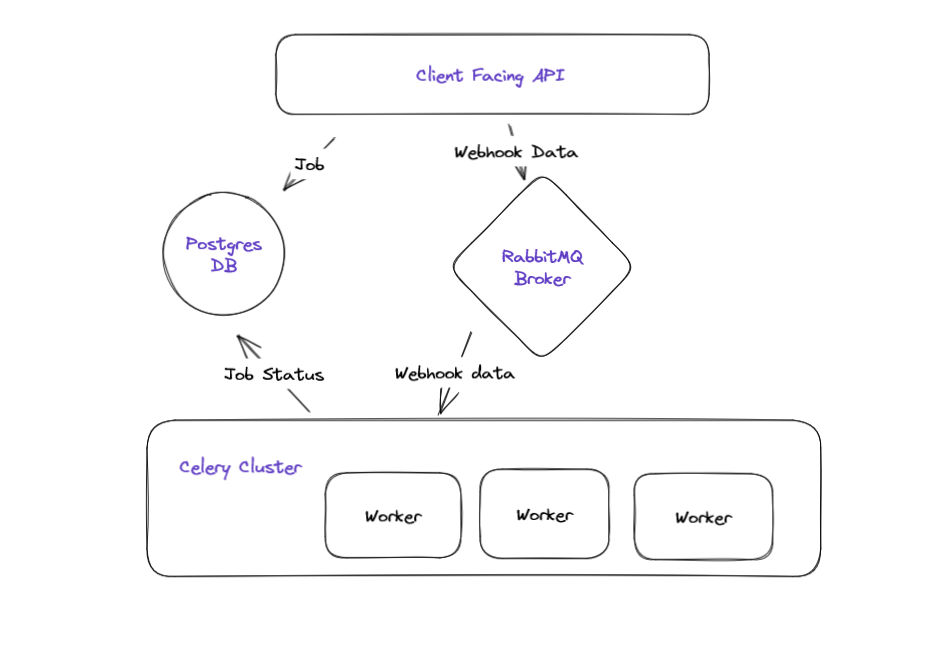 Client Facing API
Job
Webhook Data
Postgres
DB
RabbitMQ
Broker
Job Status
Webhook data
Celery Cluster
Worker
Worker
Worker